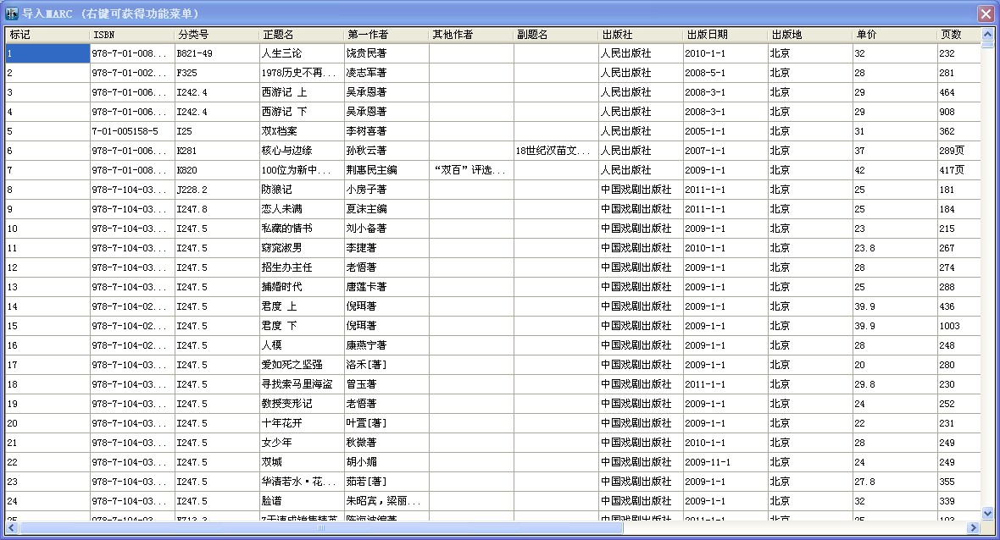 导入MARC (右键可获得功能菜单)
标记 ISBN 分类号 正题名 第一作者 其他作者 副题名 出版社 出版日期 出版地 单价 页数
1 978-7-01-008... B821-49 人生三论 饶贵民著 人民出版社 2010-1-1 北京 32 232
2 978-7-01-002... F325 1978历史不再... 凌志军著 人民出版社 2008-5-1 北京 28 281
3 978-7-01-006... I242.4 西游记 上 吴承恩著 人民出版社 2008-3-1 北京 29 464
4 978-7-01-006... I242.4 西游记 下 吴承恩著 人民出版社 2008-3-1 北京 29 908
5 7-01-005158-5 I25 双X档案 李树喜著 人民出版社 2005-1-1 北京 31 362
6 978-7-01-006... K281 核心与边缘 孙秋云著 18世纪汉苗文... 人民出版社 2007-1-1 北京 37 289页
7 978-7-01-008... K820 100位为新中... 荆惠民主编 “双百”评选... 人民出版社 2009-1-1 北京 42 417页
8 978-7-104-03... J228.2 防狼记 小房子著 中国戏剧出版社 2011-1-1 北京 25 181
9 978-7-104-03... I247.8 恋人未满 夏沫主编 中国戏剧出版社 2011-1-1 北京 25 184
10 978-7-104-03... I247.5 私藏的情书 刘小备著 中国戏剧出版社 2009-1-1 北京 23 215
11 978-7-104-03... I247.5 窈窕淑男 李捷著 中国戏剧出版社 2010-1-1 北京 23.8 267
12 978-7-104-03... I247.5 招生办主任 老悟著 中国戏剧出版社 2009-1-1 北京 28 274
13 978-7-104-03... I247.5 捕婚时代 唐莲卡著 中国戏剧出版社 2009-1-1 北京 25 288
14 978-7-104-02... I247.5 君度 上 倪珥著 中国戏剧出版社 2009-1-1 北京 39.9 436
15 978-7-104-02... I247.5 君度 下 倪珥著 中国戏剧出版社 2009-1-1 北京 39.9 1003
16 978-7-104-02... I247.5 人模 康燕宁著 中国戏剧出版社 2009-1-1 北京 28 248
17 978-7-104-03... I247.5 爱如死之坚强 洛禾[著] 中国戏剧出版社 2009-1-1 北京 20 280
18 978-7-104-03... I247.5 寻找索马里海盗 曾玉著 中国戏剧出版社 2011-1-1 北京 29.8 230
19 978-7-104-03... I247.5 教授变形记 老悟著 中国戏剧出版社 2009-1-1 北京 24 252
20 978-7-104-03... I247.5 十年花开 叶萱[著] 中国戏剧出版社 2009-1-1 北京 22 231
21 978-7-104-03... I247.5 女少年 秋微著 中国戏剧出版社 2010-1-1 北京 28 249
22 978-7-104-03... I247.5 双城 胡小媚 中国戏剧出版社 2009-11-1 北京 24 249
23 978-7-104-03... I247.5 华清若水·花... 茹若[著] 中国戏剧出版社 2009-1-1 北京 27.8 355
24 978-7-104-03... I247.5 脸谱 朱昭宾，梁丽... 中国戏剧出版社 2009-1-1 北京 32 339
25 978-7-104-03... F713.3 7天速成销售精英 陈海波编著 中国戏剧出版社 2011-1-1 北京 25